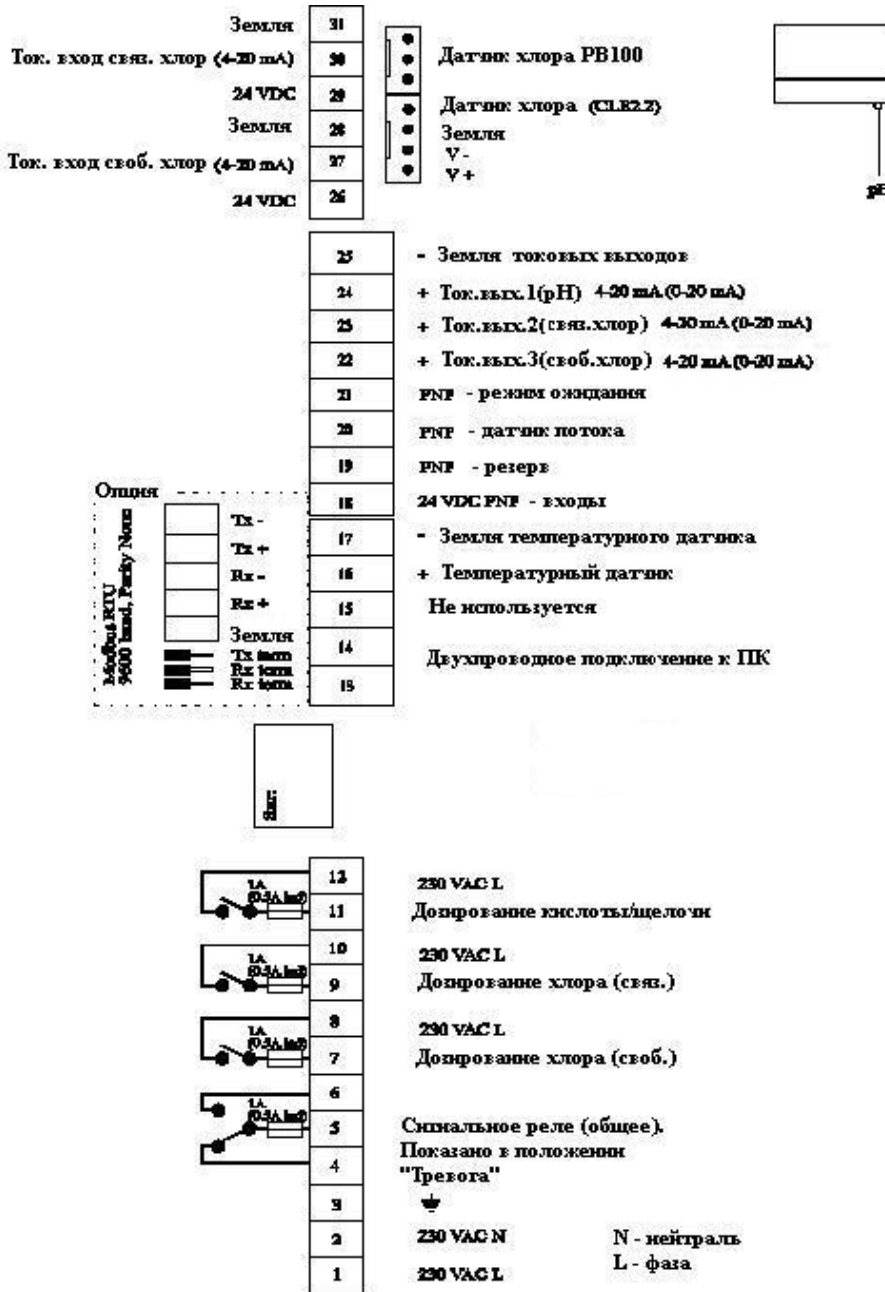 Земля 31
Ток. вход связ. хлор (4-20 mA) 30
24 VDC 29
Земля 28
Ток. вход своб. хлор (4-20 mA) 27
24 VDC 26
Датчик хлора PB100
Датчик хлора (CLE2.2)
Земля
V -
V +
pH
25 - Земля токовых выходов
24 + Ток.вых.1(pH) 4-20 mA (0-20 mA)
23 + Ток.вых.2(связ.хлор) 4-20 mA (0-20 mA)
22 + Ток.вых.3(своб.хлор) 4-20 mA (0-20 mA)
21 PNP - режим ожидания
20 PNP - датчик потока
19 PNP - резерв
18 24 VDC PNP - входы
17 - Земля температурного датчика
16 + Температурный датчик
15 Не используется
14 Двухпроводное подключение к ПК
13
Опция
Modbus RTU
9600 baud, Parity None
Tx -
Tx +
Rx -
Rx +
Земля
Tx term
Rx term
Rx term
12 230 VAC L
1A
11 Дозирование кислоты/щелочи
10 230 VAC L
1A
9 Дозирование хлора (связ.)
8 230 VAC L
1A
7 Дозирование хлора (своб.)
6
1A
5 Сигнальное реле (общее).
4 Показано в положении
"Тревога"
3
2 230 VAC N N - нейтраль
1 230 VAC L L - фаза